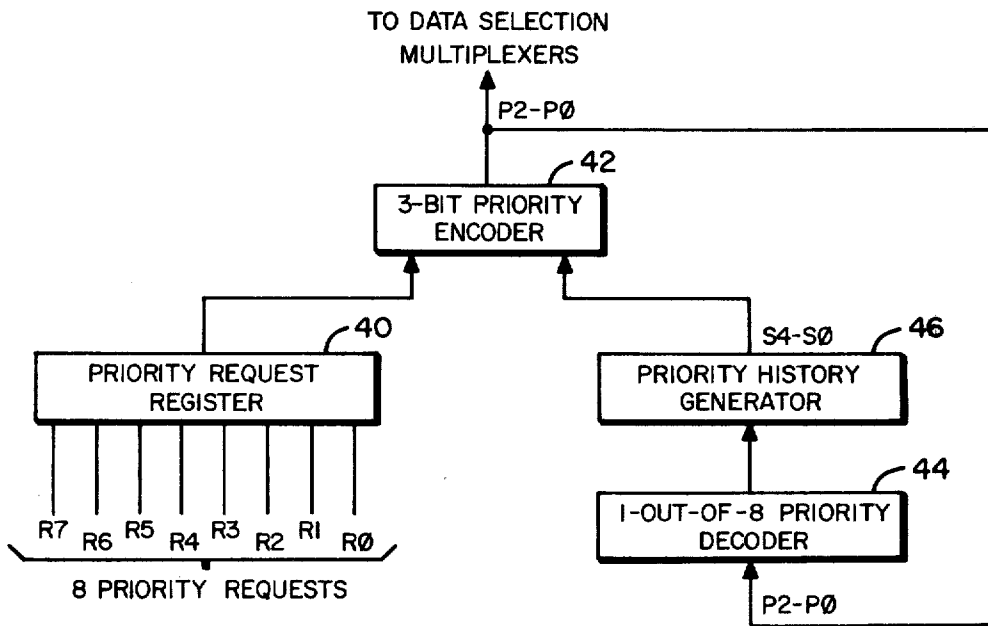 TO DATA SELECTION
MULTIPLEXERS
P2-PØ
42
3-BIT PRIORITY
ENCODER
40
S4-SØ
46
PRIORITY REQUEST
REGISTER
PRIORITY HISTORY
GENERATOR
44
R7 R6 R5 R4 R3 R2 R1 RØ
1-OUT-OF-8 PRIORITY
DECODER
8 PRIORITY REQUESTS
P2-PØ